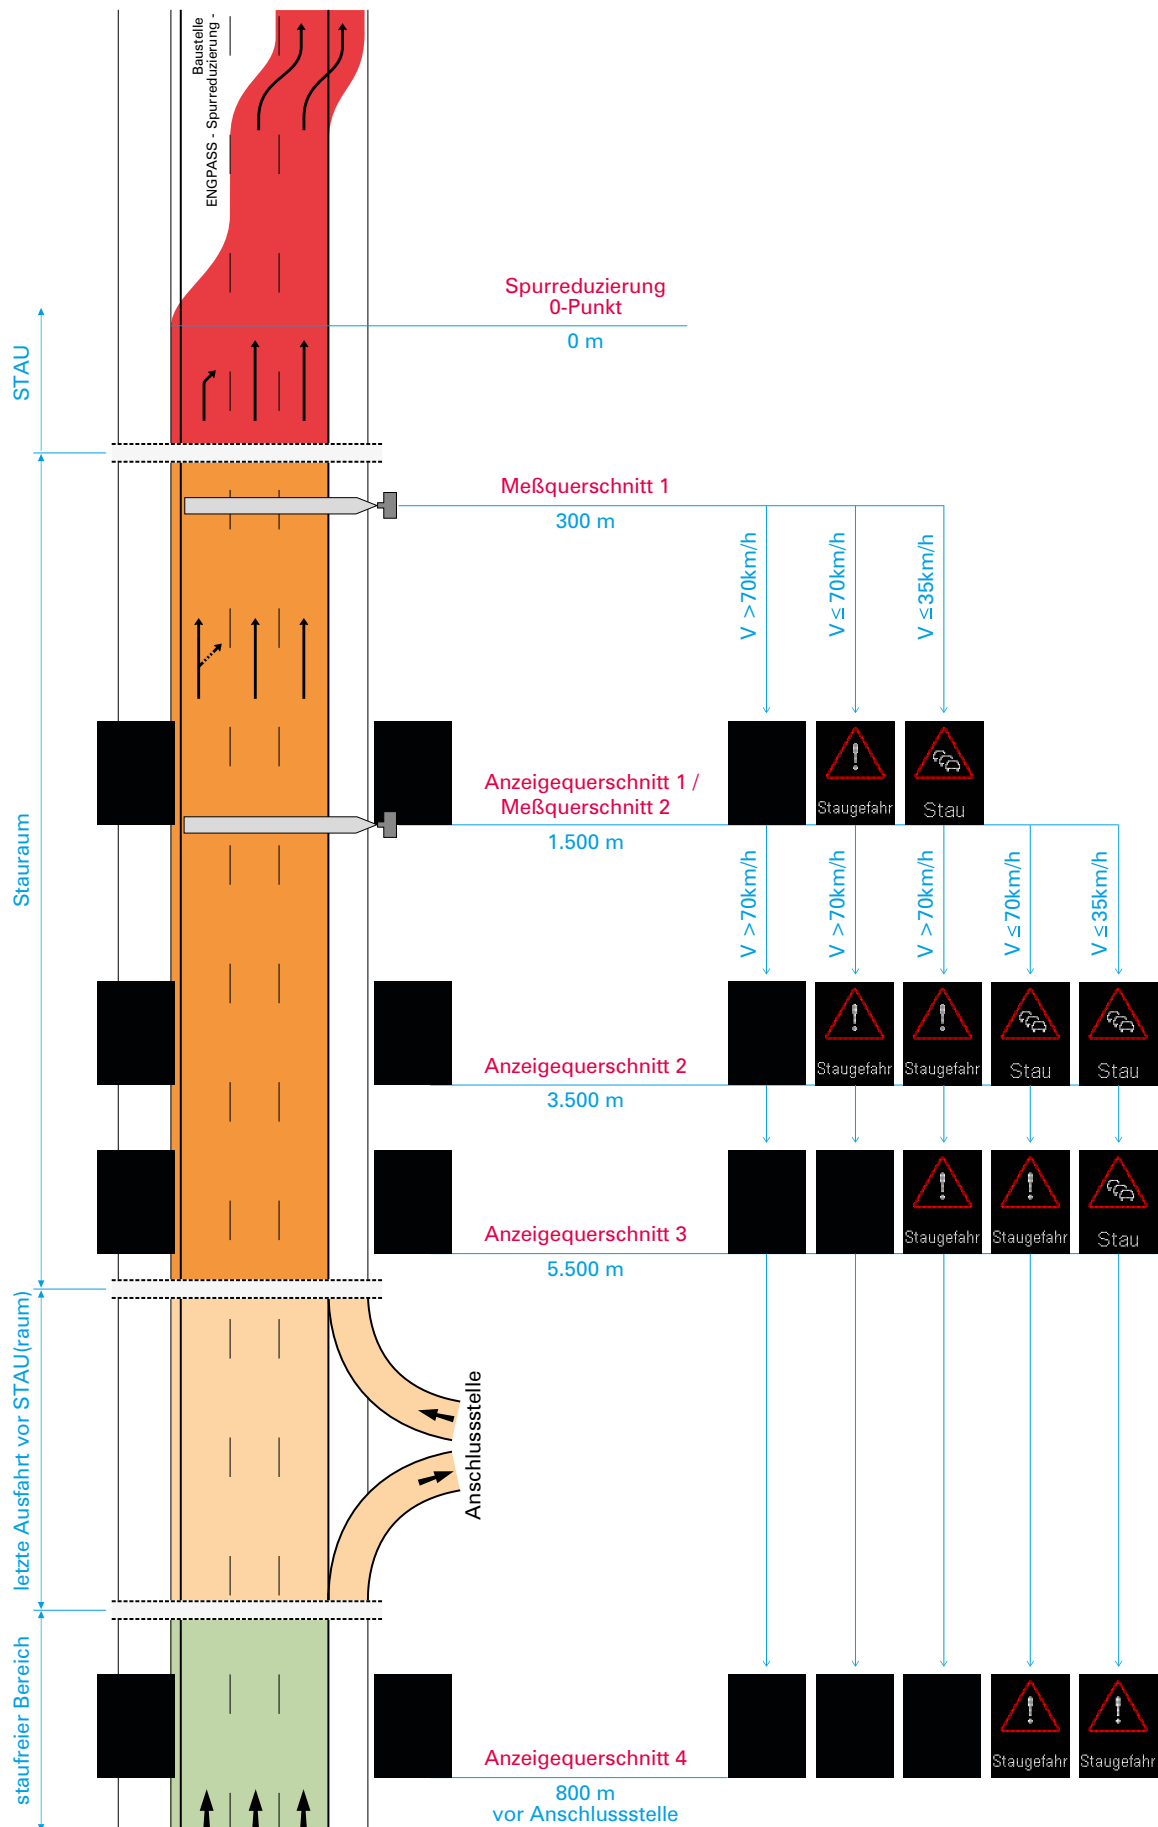 Baustelle
ENGPASS - Spurreduzierung -
Spurreduzierung
0-Punkt
0 m
STAU
Meßquerschnitt 1
300 m
V >70km/h
V ≤70km/h
V ≤35km/h
Stauraum
Anzeigequerschnitt 1 /
Meßquerschnitt 2
1.500 m
Staugefahr
Stau
V >70km/h
V >70km/h
V >70km/h
V ≤70km/h
V ≤35km/h
Anzeigequerschnitt 2
3.500 m
Staugefahr
Staugefahr
Stau
Stau
Anzeigequerschnitt 3
5.500 m
Staugefahr
Staugefahr
Stau
letzte Ausfahrt vor STAU(raum)
Anschlussstelle
staufreier Bereich
Anzeigequerschnitt 4
800 m
vor Anschlussstelle
Staugefahr
Staugefahr